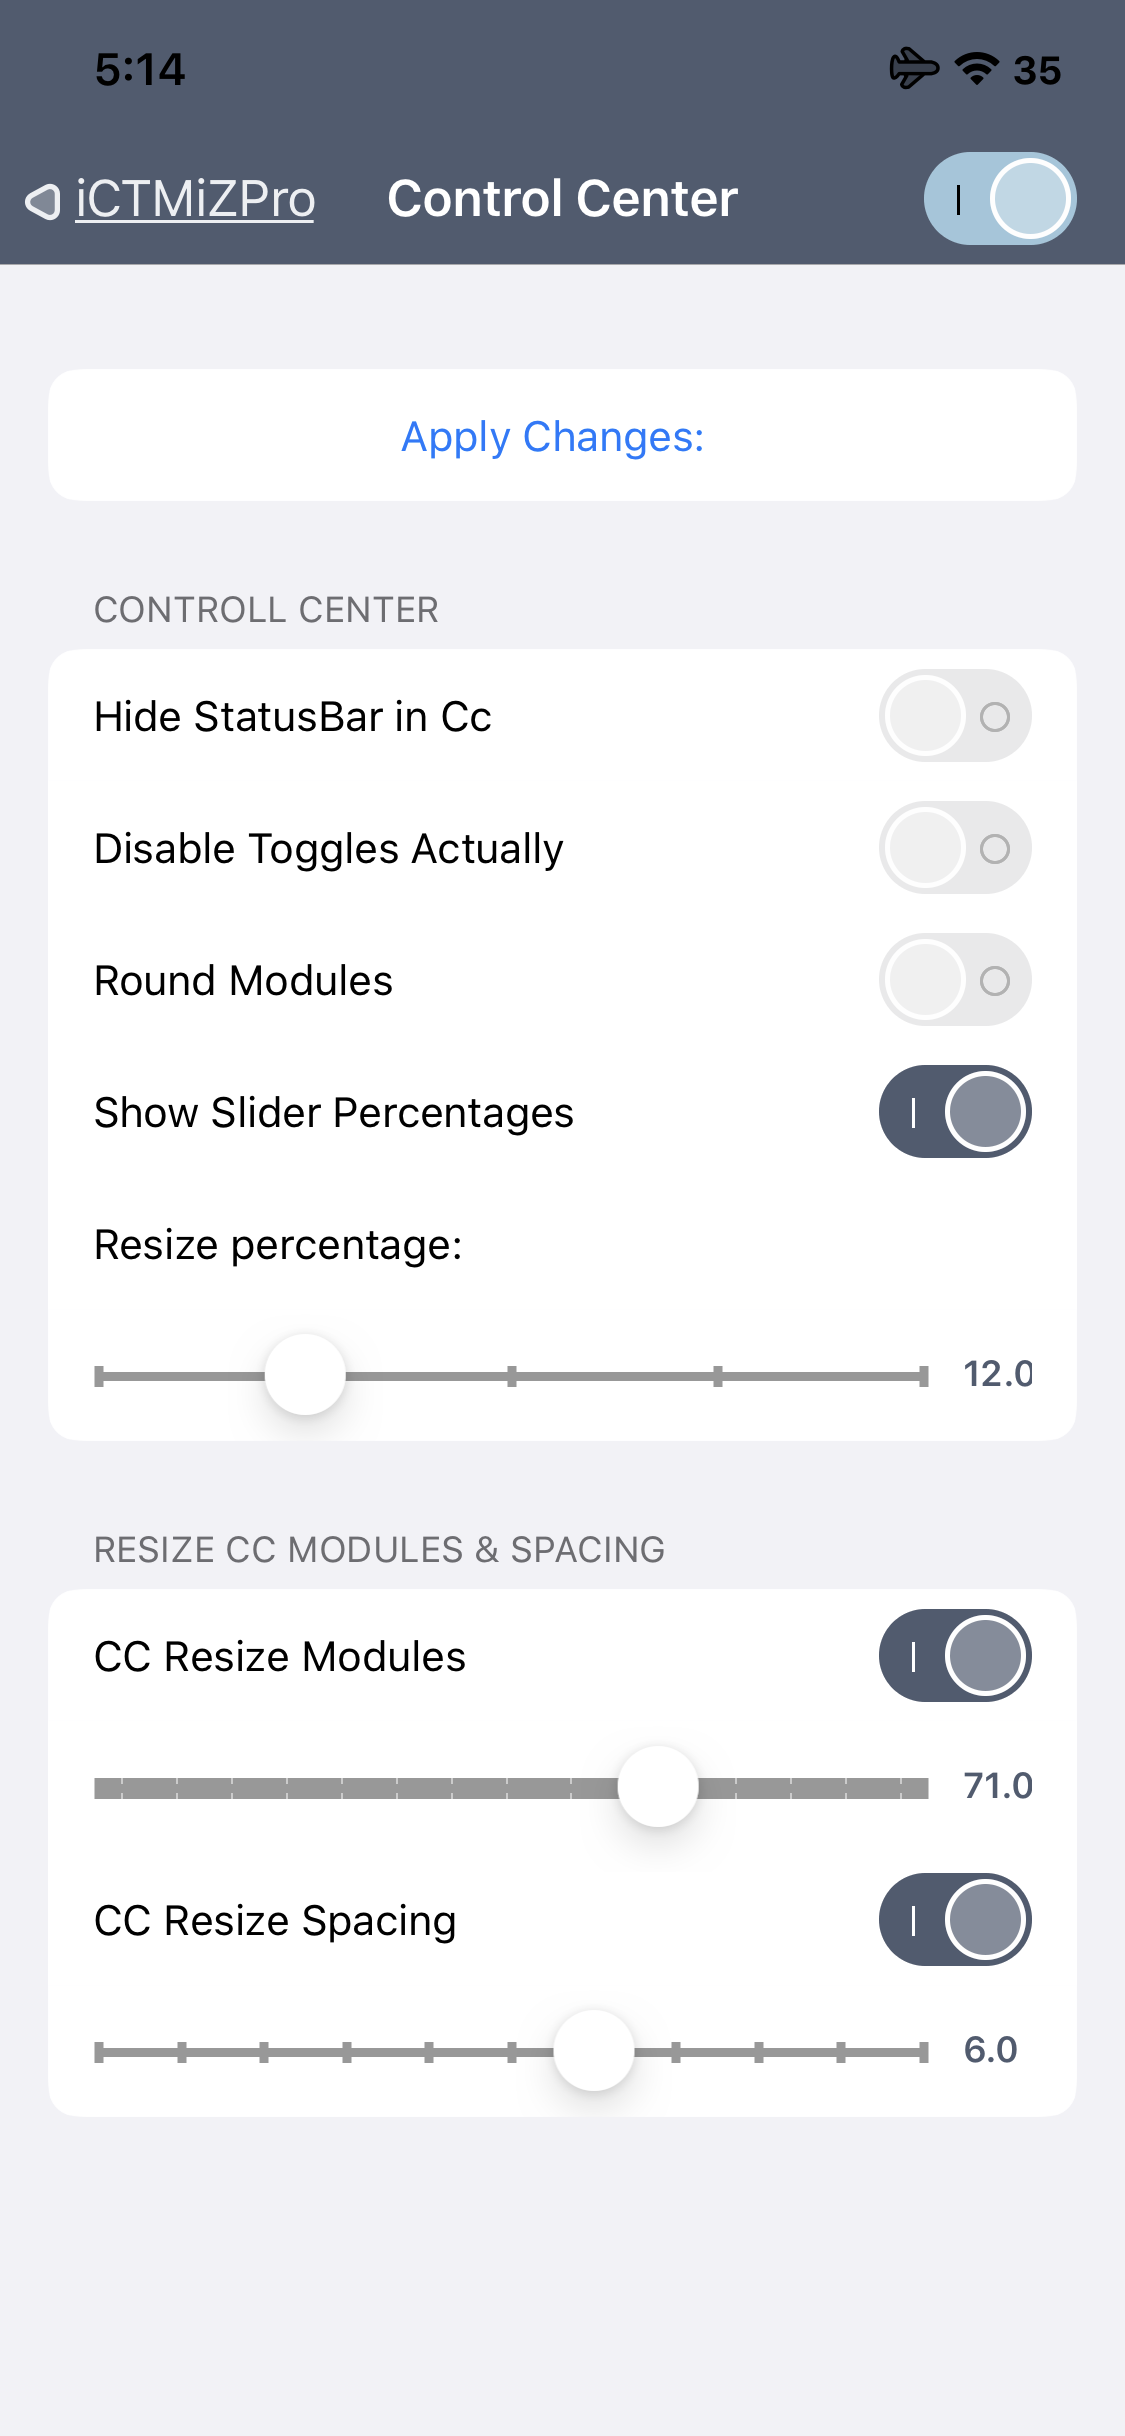 5:14 35
iCTMiZPro Control Center
Apply Changes:
CONTROLL CENTER
Hide StatusBar in Cc
Disable Toggles Actually
Round Modules
Show Slider Percentages
Resize percentage:
12.0
RESIZE CC MODULES & SPACING
CC Resize Modules
71.0
CC Resize Spacing
6.0